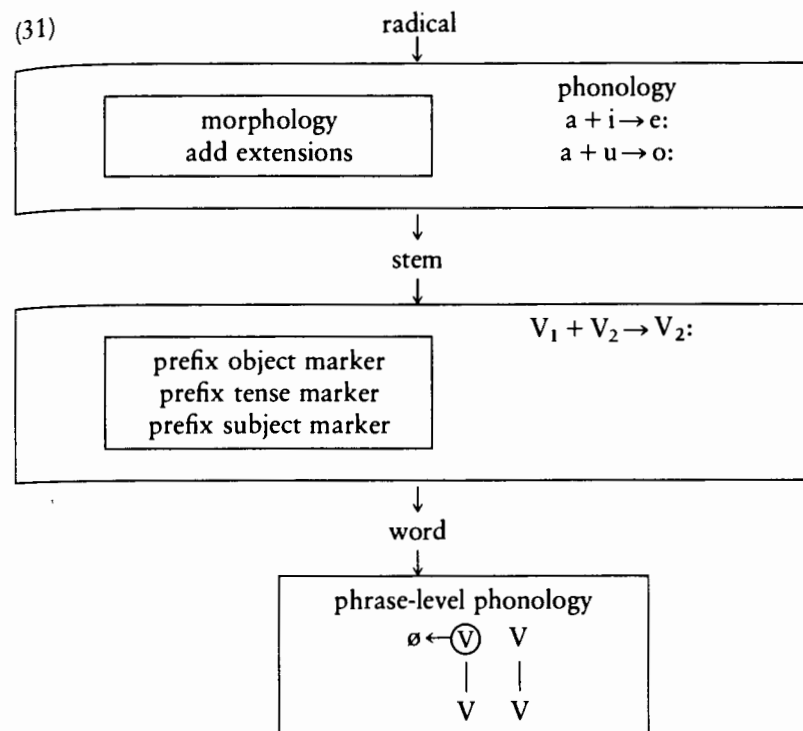 (31)
radical
morphology
add extensions
phonology
a + i → e:
a + u → o:
stem
V₁ + V₂ → V₂:
prefix object marker
prefix tense marker
prefix subject marker
word
phrase-level phonology
ø ← V V
V V